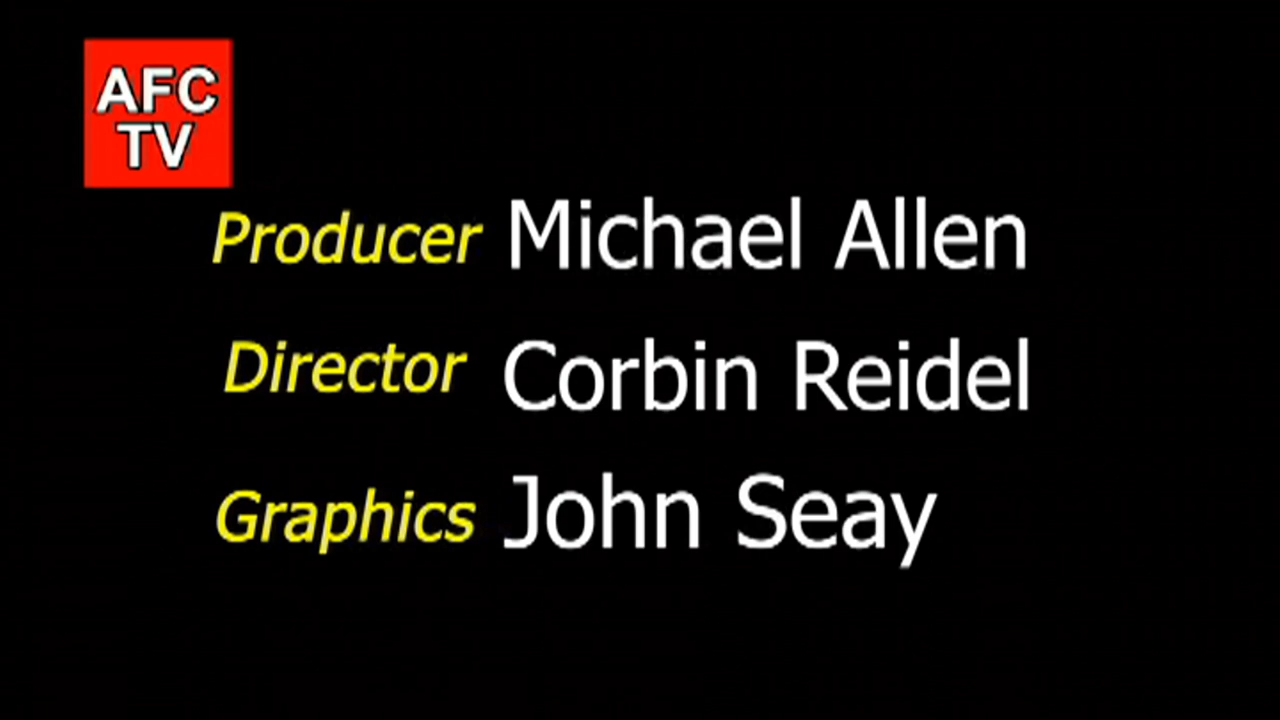 AFC
TV
Producer Michael Allen
Director Corbin Reidel
Graphics John Seay